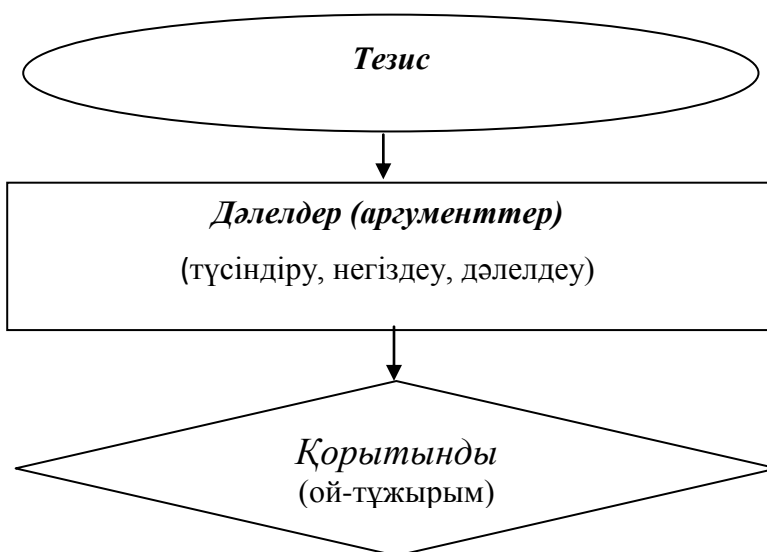 Тезис
Дәлелдер (аргументтер)
(түсіндіру, негіздеу, дәлелдеу)
Қорытынды
(ой-тұжырым)